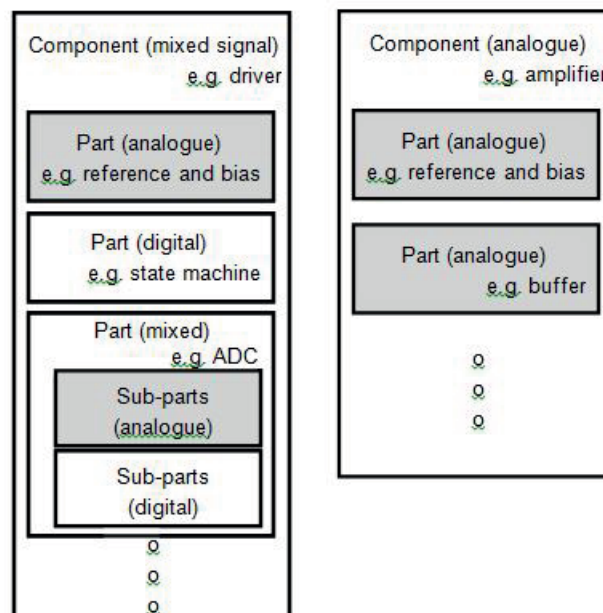 Component (mixed signal)
e.g. driver
Part (analogue)
e.g. reference and bias
Part (digital)
e.g. state machine
Part (mixed)
e.g. ADC
Sub-parts
(analogue)
Sub-parts
(digital)
o
o
o
Component (analogue)
e.g. amplifier
Part (analogue)
e.g. reference and bias
Part (analogue)
e.g. buffer
o
o
o